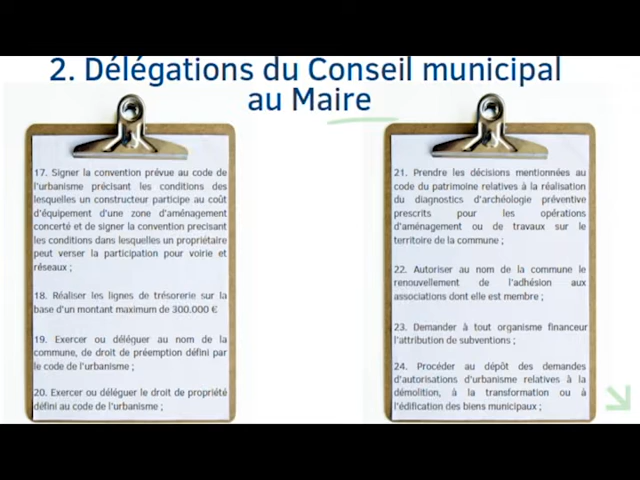 2. Délégations du Conseil municipal
au Maire
17. Signer la convention prévue au code de
l'urbanisme précisant les conditions des
lesquelles un constructeur participe au coût
d'équipement d'une zone d'aménagement
concerté et de signer la convention precisant
les conditions dans lesquelles un propriétaire
peut verser la participation pour voirie et
réseaux ;
18. Réaliser les lignes de trésorerie sur la
base d'un montant maximum de 300.000 €
19. Exercer ou déléguer au nom de la
commune, de droit de préemption défini par
le code de l'urbanisme ;
20. Exercer ou déléguer le droit de propriété
défini au code de l'urbanisme ;
21. Prendre les décisions mentionnées au
code du patrimoine relatives à la réalisation
du diagnostics d'archéologie préventive
prescrits pour les opérations
d'aménagement ou de travaux sur le
territoire de la commune ;
22. Autoriser au nom de la commune le
renouvellement de l'adhésion aux
associations dont elle est membre ;
23. Demander à tout organisme financeur
l'attribution de subventions ;
24. Procéder au dépôt des demandes
d'autorisations d'urbanisme relatives à la
démolition, à la transformation ou à
l'édification des biens municipaux ;